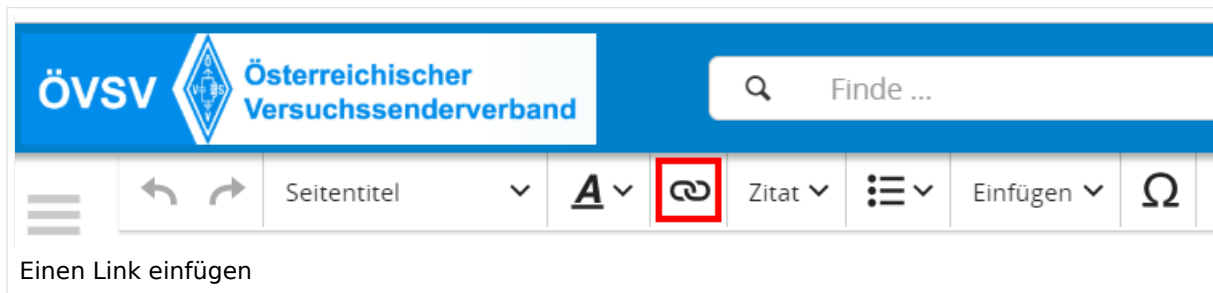 ÖVSV
Österreichischer
Versuchssenderverband
Finde ...
Seitentitel A Zitat Einfügen Ω
Einen Link einfügen